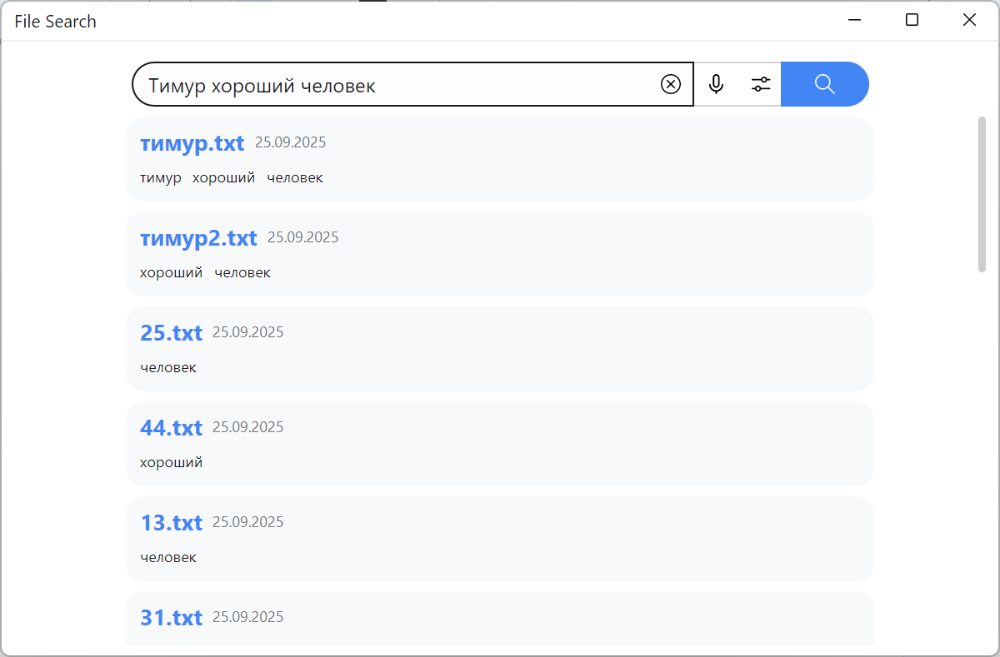 File Search
Тимур хороший человек
тимур.txt 25.09.2025
тимур хороший человек
тимур2.txt 25.09.2025
хороший человек
25.txt 25.09.2025
человек
44.txt 25.09.2025
хороший
13.txt 25.09.2025
человек
31.txt 25.09.2025